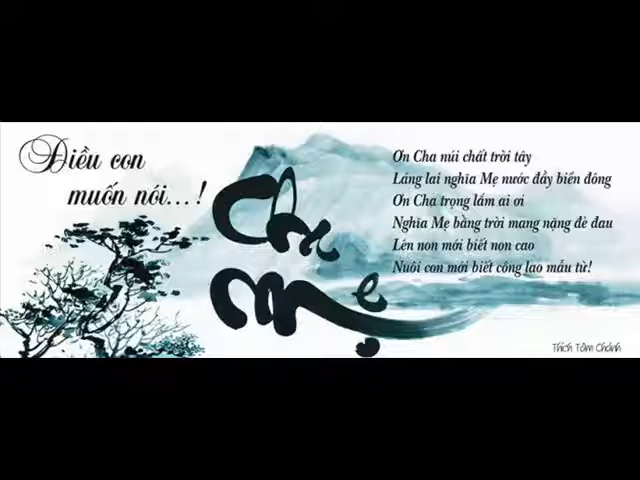 Điều con
muốn nói...!
Cha
Mẹ
Ơn Cha núi chất trời tây
Láng lai nghĩa Mẹ nước đầy biển đông
Ơn Cha trọng lắm ai ơi
Nghĩa Mẹ bằng trời mang nặng đẻ đau
Lên non mới biết non cao
Nuôi con mới biết công lao mẫu từ!
Thích Tâm Chánh